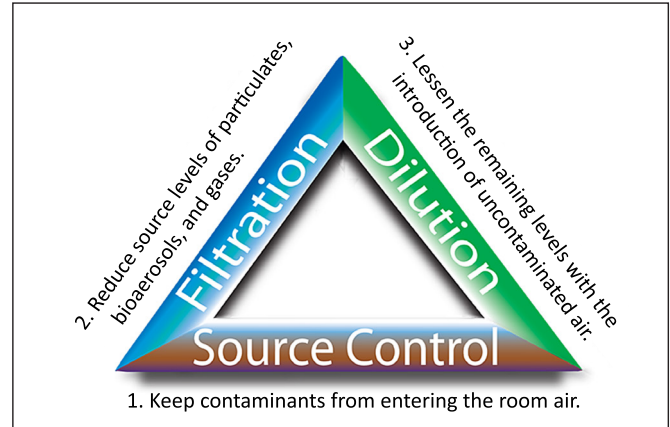 2. Reduce source levels of particulates,
bioaerosols, and gases.
Filtration
3. Lessen the remaining levels with the
introduction of uncontaminated air.
Dilution
Source Control
1. Keep contaminants from entering the room air.